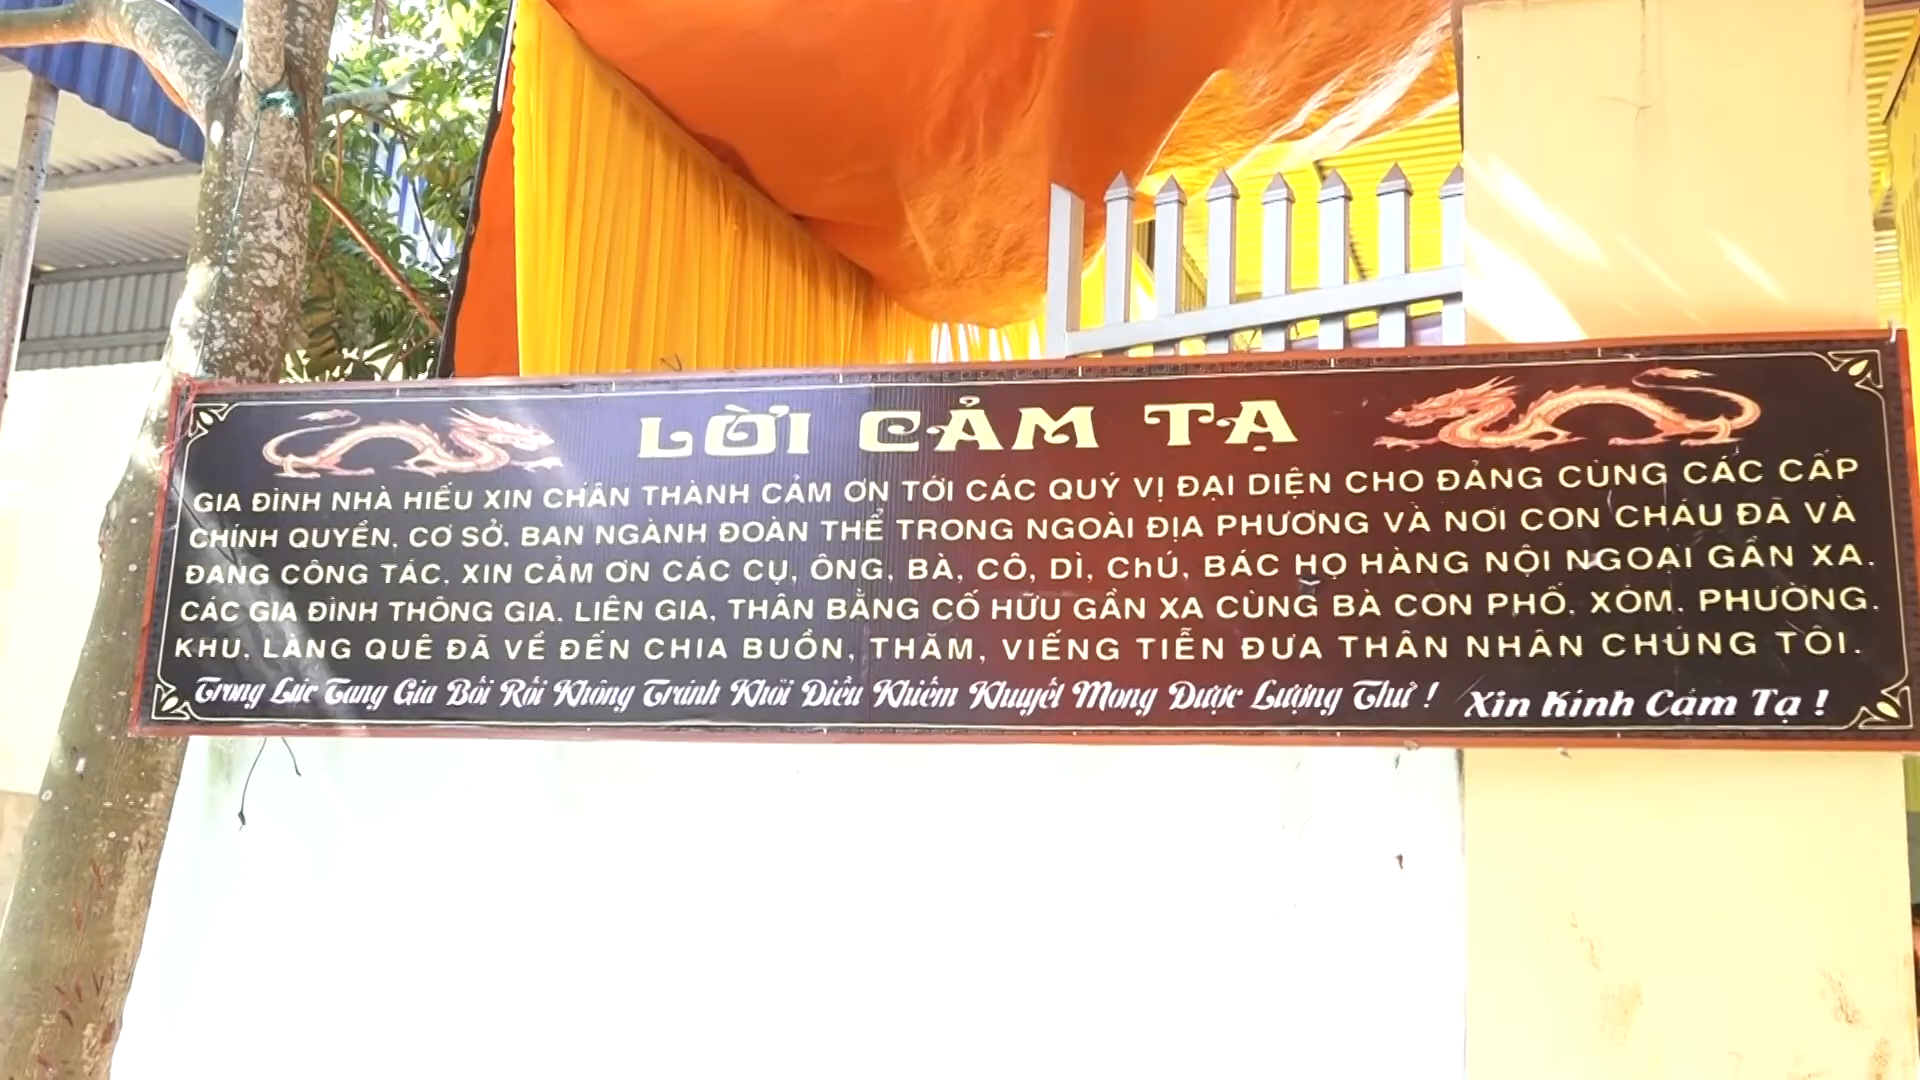 LỜI CẢM TẠ
GIA ĐÌNH NHÀ HIẾU XIN CHÂN THÀNH CẢM ƠN TỚI CÁC QUÝ VỊ ĐẠI DIỆN CHO ĐẢNG CÙNG CÁC CẤP
CHÍNH QUYỀN, CƠ SỞ, BAN NGÀNH ĐOÀN THỂ TRONG NGOÀI ĐỊA PHƯƠNG VÀ NƠI CON CHÁU ĐÃ VÀ
ĐANG CÔNG TÁC. XIN CẢM ƠN CÁC CỤ, ÔNG, BÀ, CÔ, DÌ, ChÚ, BÁC HỌ HÀNG NỘI NGOẠI GẦN XA.
CÁC GIA ĐÌNH THÔNG GIA, LIÊN GIA, THÂN BẰNG CỐ HỮU GẦN XA CÙNG BÀ CON PHỐ, XÓM, PHƯỜNG,
KHU, LÀNG QUÊ ĐÃ VỀ ĐẾN CHIA BUỒN, THĂM, VIẾNG TIỄN ĐƯA THÂN NHÂN CHÚNG TÔI.
Trong Lúc Tang Gia Bối Rối Không Tránh Khỏi Điều Khiếm Khuyết Mong Được Lượng Thứ ! Xin Kính Cảm Tạ !